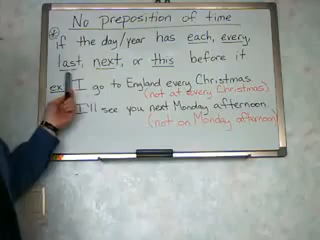 No preposition of time
* If the day/year has each, every,
last, next, or this before it
ex. I go to England every Christmas
(not at every Christmas)
I'll see you next Monday afternoon
(not on Monday afternoon)